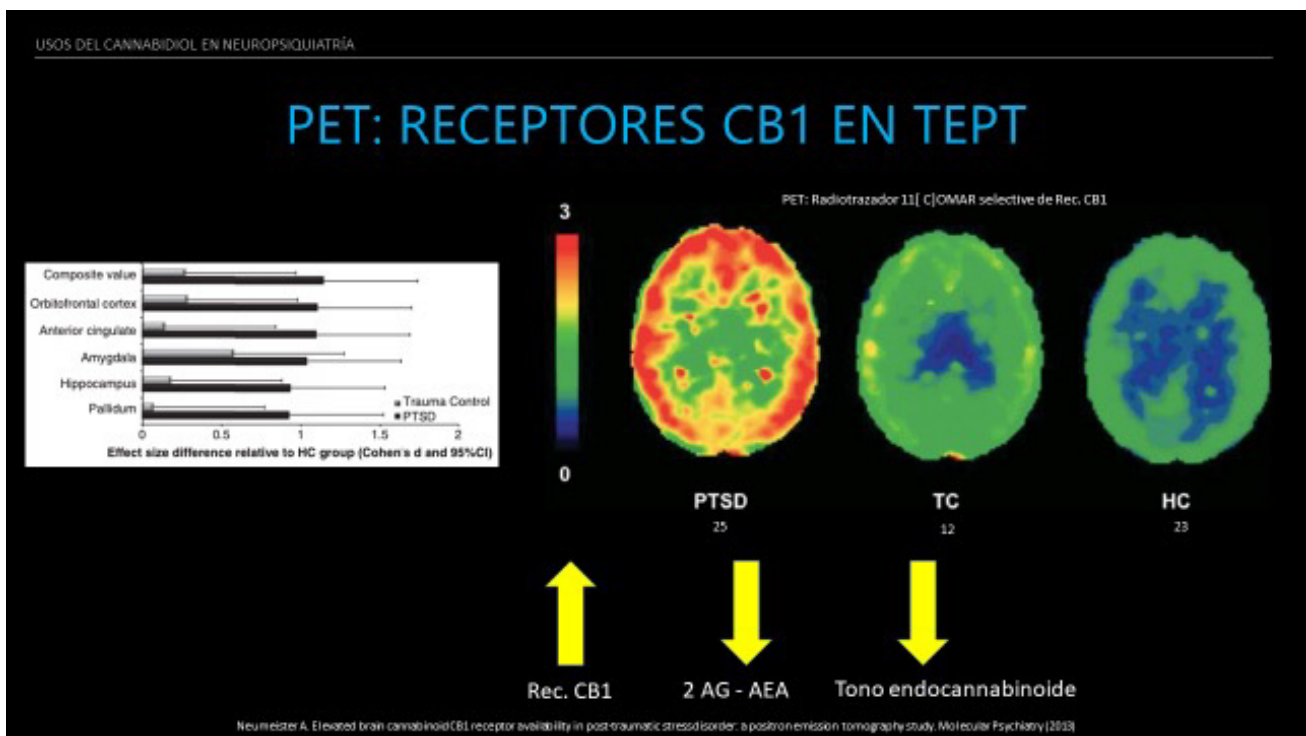 USOS DEL CANNABIDIOL EN NEUROPSIQUIATRÍA
PET: RECEPTORES CB1 EN TEPT
PET: Radiotrazador 11[ C]OMAR selective de Rec. CB1
3
0
Composite value
Orbitofrontal cortex
Anterior cingulate
Amygdala
Hippocampus
Pallidum
Trauma Control
PTSD
0 0.5 1 1.5 2
Effect size difference relative to HC group (Cohen's d and 95%CI)
PTSD TC HC
25 12 23
Rec. CB1 2 AG - AEA Tono endocannabinoide
Neumeister A. Elevated brain cannabinoid CB1 receptor availability in post-traumatic stress disorder: a positron emission tomography study. Molecular Psychiatry (2013)